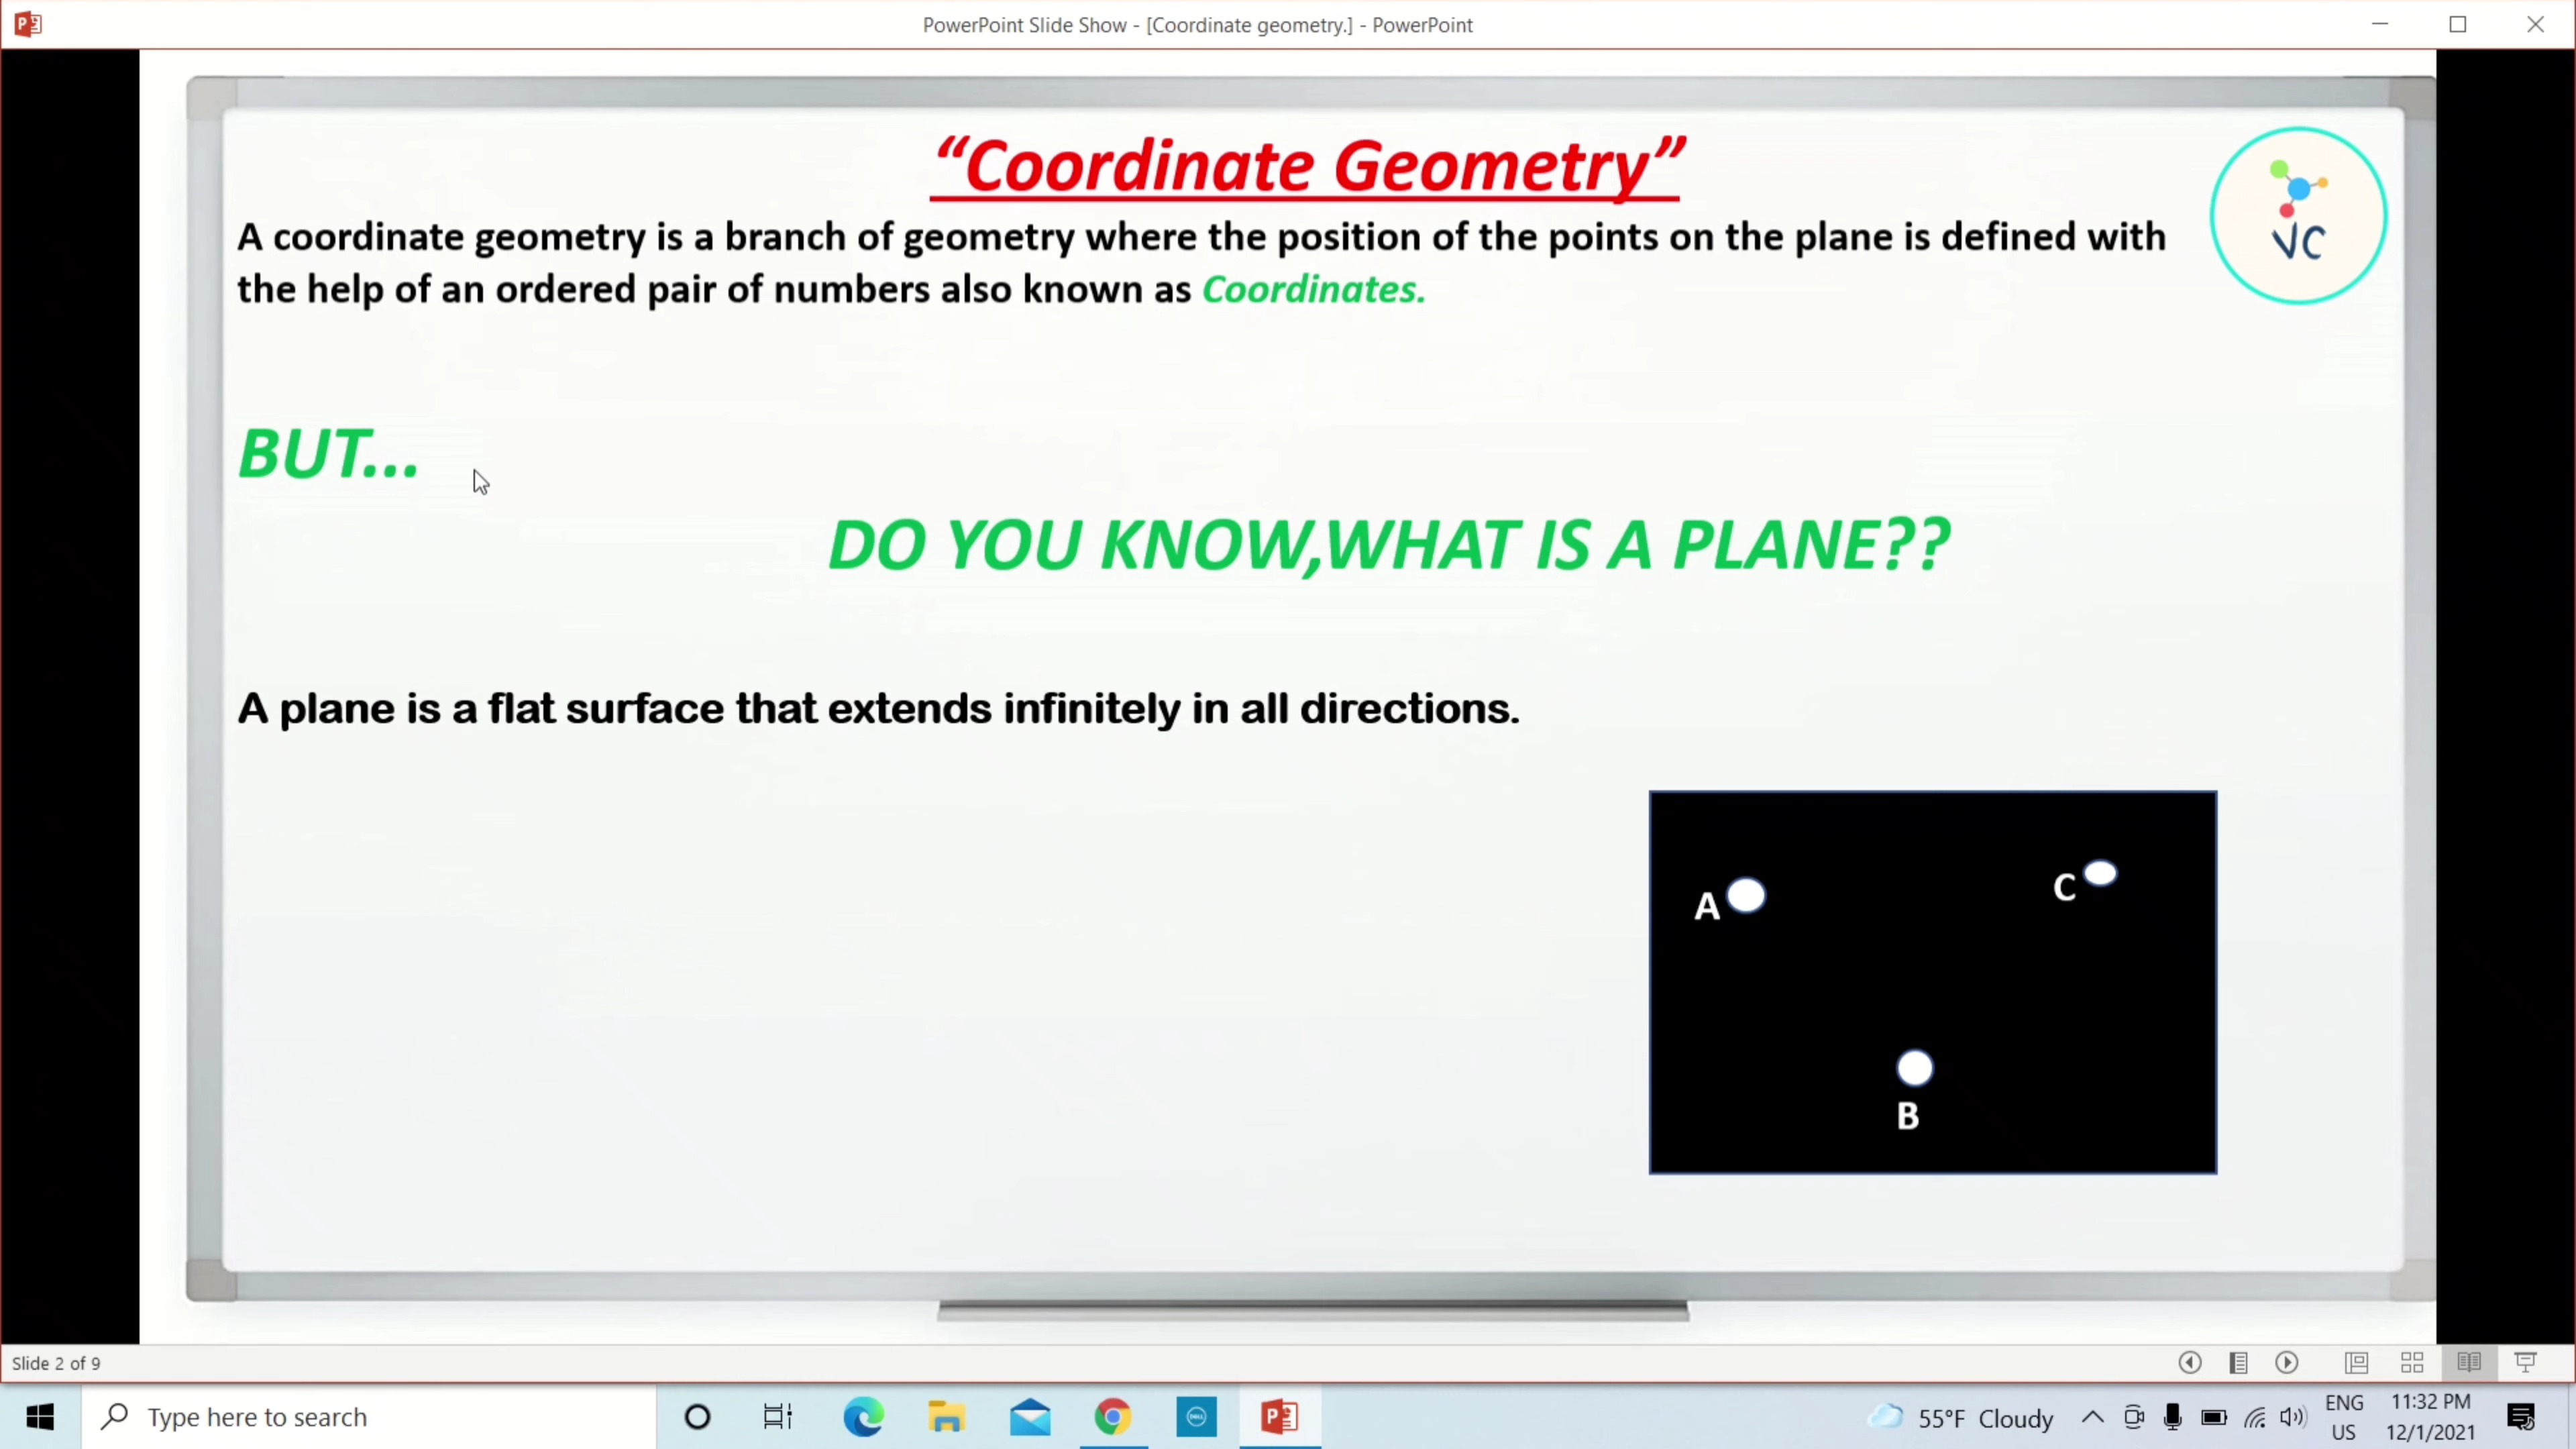 PowerPoint Slide Show - [Coordinate geometry.] - PowerPoint
“Coordinate Geometry”
VC
A coordinate geometry is a branch of geometry where the position of the points on the plane is defined with
the help of an ordered pair of numbers also known as Coordinates.
BUT...
DO YOU KNOW,WHAT IS A PLANE??
A plane is a flat surface that extends infinitely in all directions.
A
C
B
Slide 2 of 9
Type here to search
DELL
55°F Cloudy
ENG
US
11:32 PM
12/1/2021